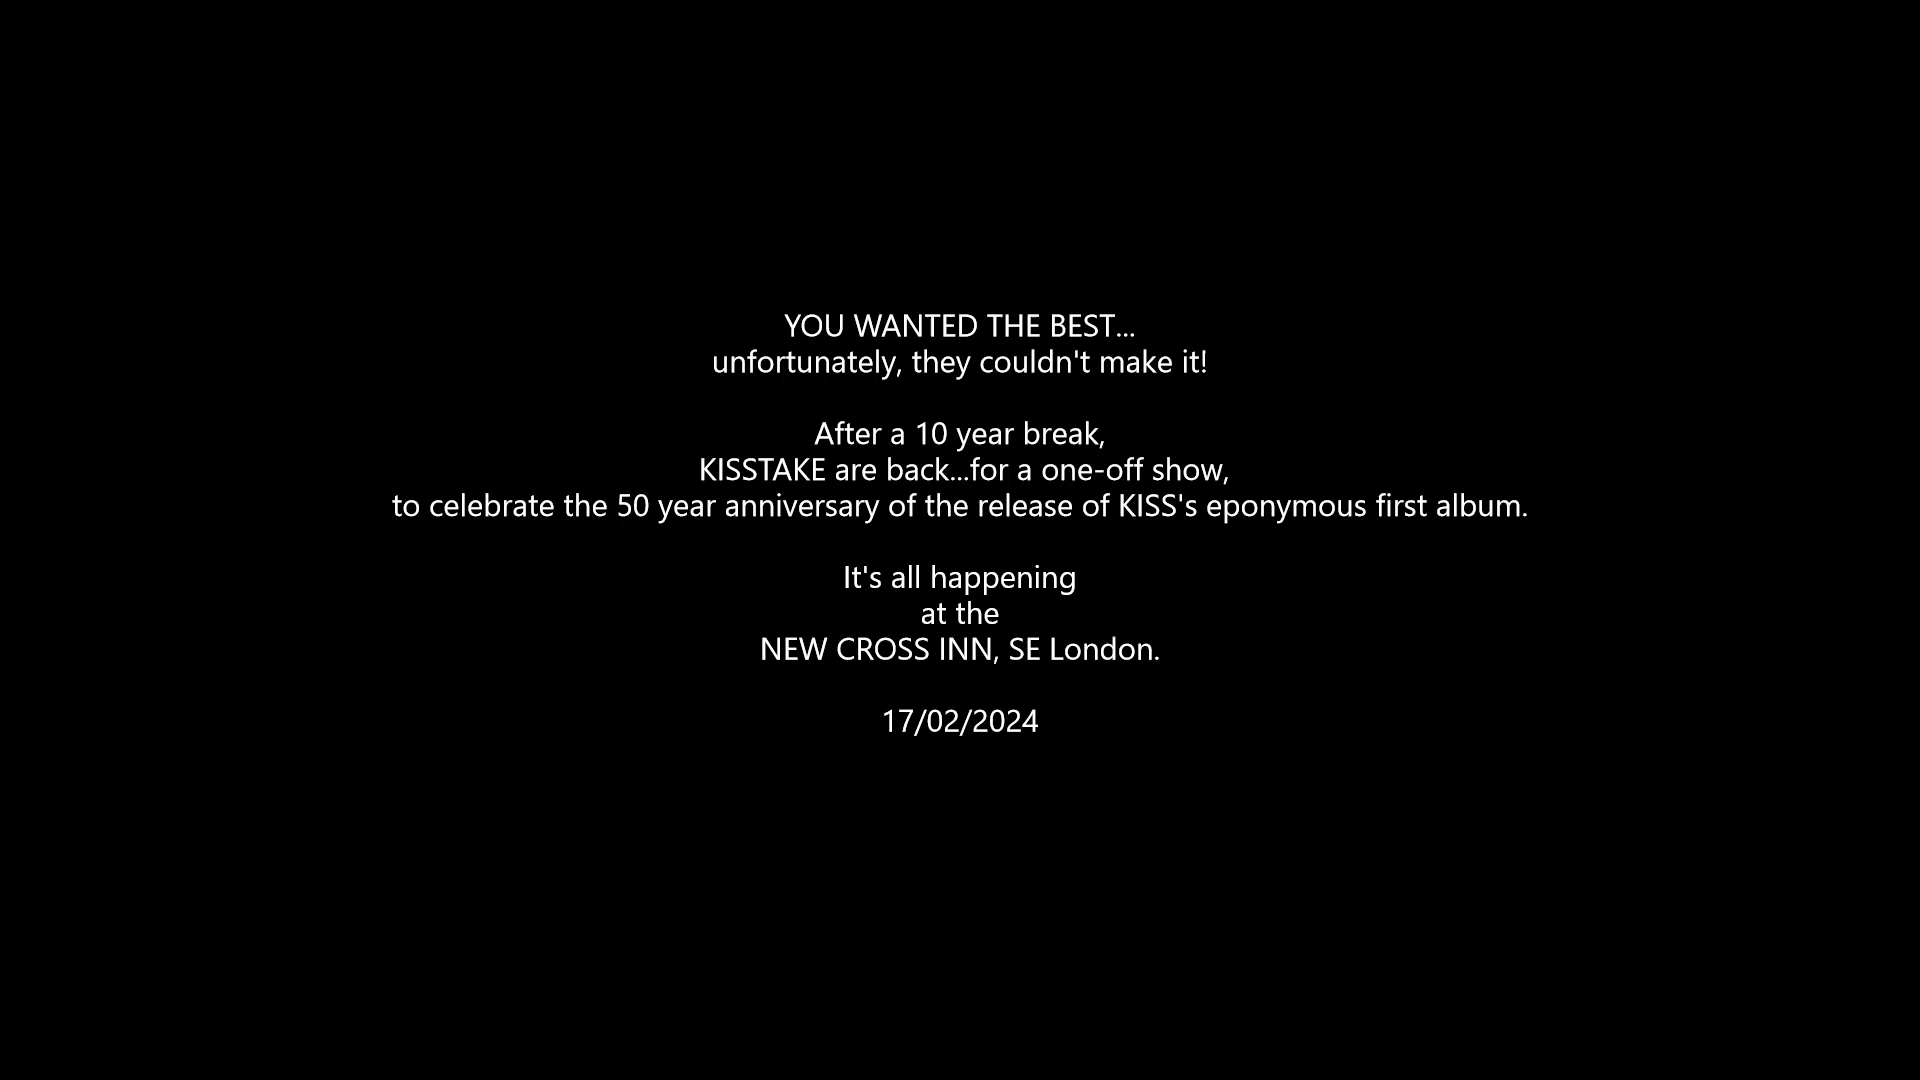 YOU WANTED THE BEST...
unfortunately, they couldn't make it!
After a 10 year break,
KISSTAKE are back...for a one-off show,
to celebrate the 50 year anniversary of the release of KISS's eponymous first album.
It's all happening
at the
NEW CROSS INN, SE London.
17/02/2024